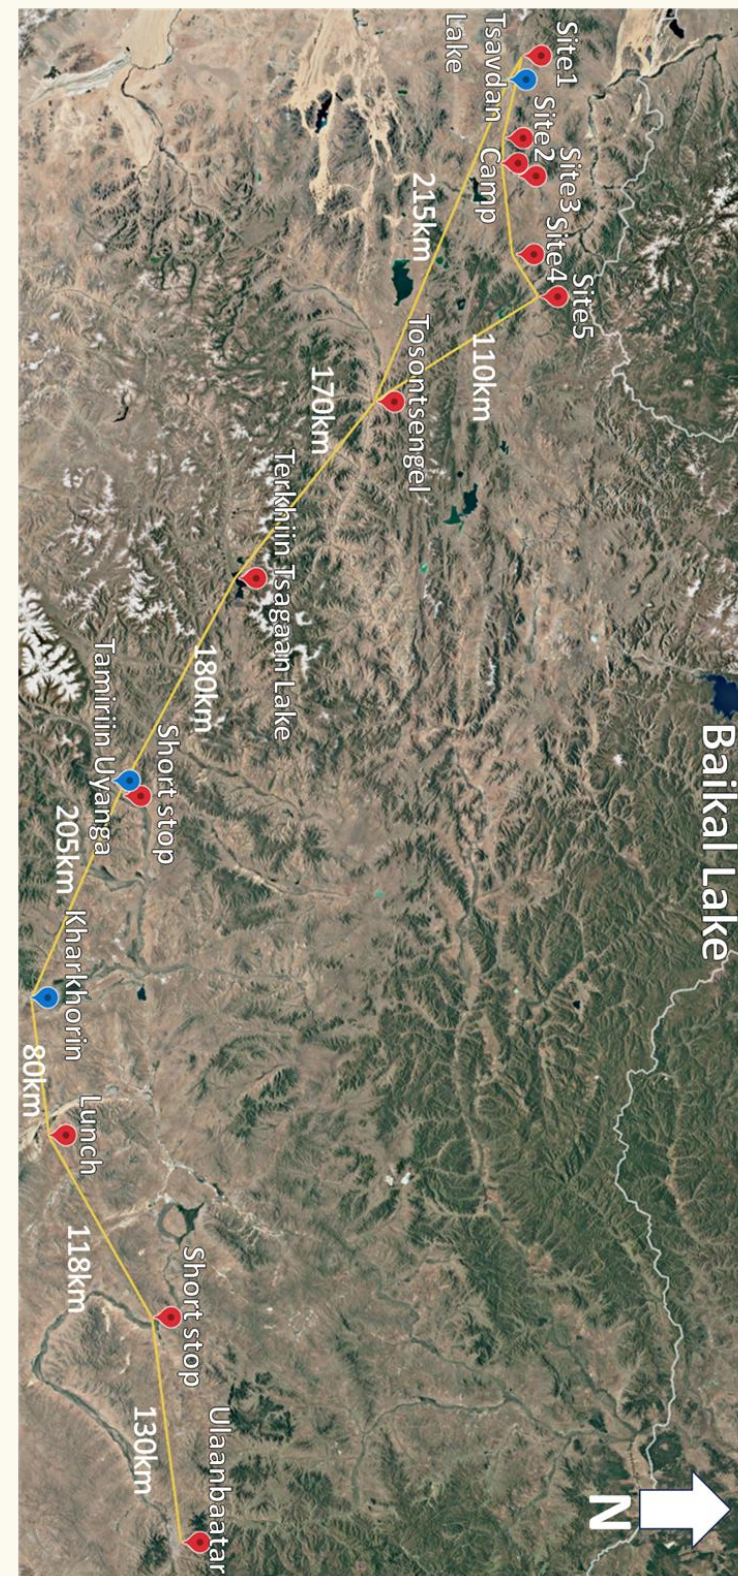 Site1
Tsavdan
Lake
Site2
Camp
Site3
Site4
Site5
215km
110km
Tosontsengel
170km
Terkhiin Tsagaan Lake
180km
Short stop
Tamiriin Uyanga
205km
Kharkhorin
80km
Lunch
118km
Short stop
130km
Ulaanbaatar
Baikal Lake
N